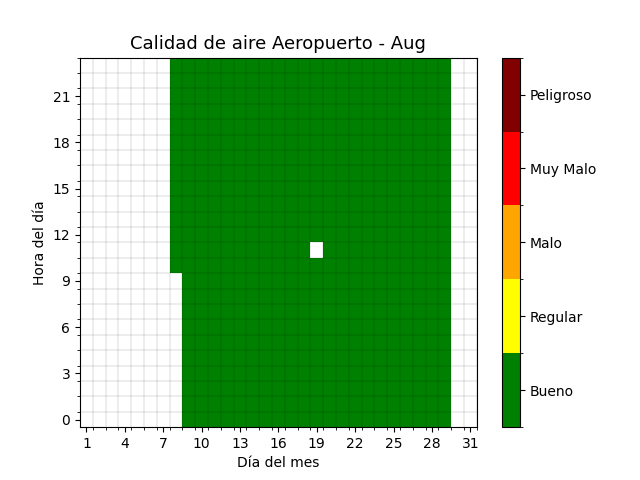 Calidad de aire Aeropuerto - Aug
Hora del día
21
18
15
12
9
6
3
0
1 4 7 10 13 16 19 22 25 28 31
Día del mes
Peligroso
Muy Malo
Malo
Regular
Bueno